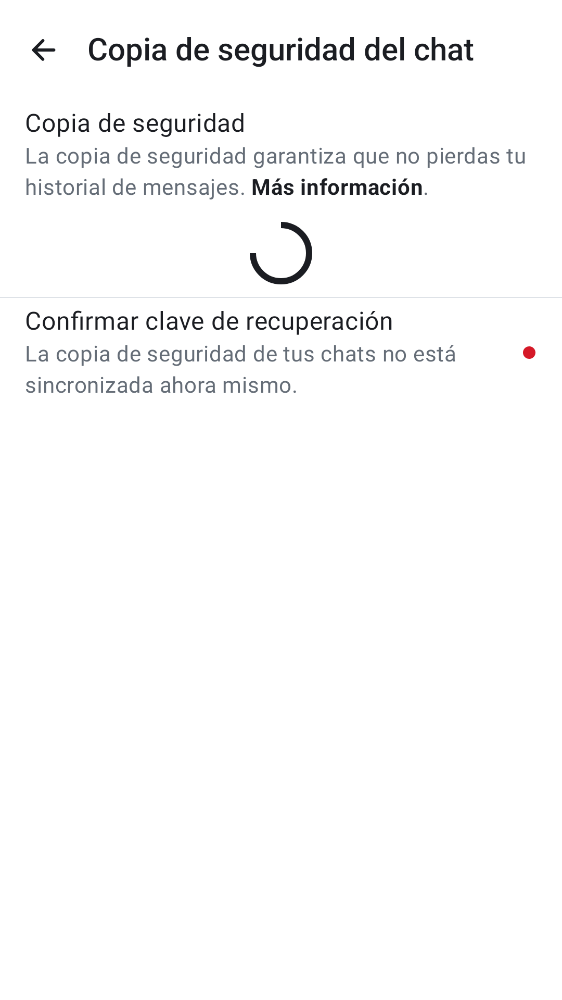 Copia de seguridad del chat
Copia de seguridad
La copia de seguridad garantiza que no pierdas tu
historial de mensajes. Más información.
Confirmar clave de recuperación
La copia de seguridad de tus chats no está
sincronizada ahora mismo.